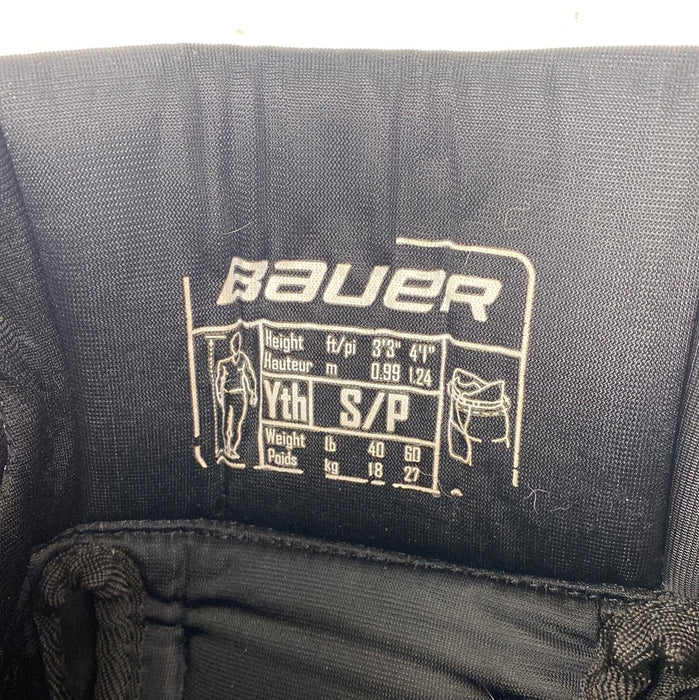 BAUER
Height ft/pi 3'3" 4'1"
Hauteur m 0.99 1.24
Yth S/P
Weight lb 40 60
Poids kg 18 27